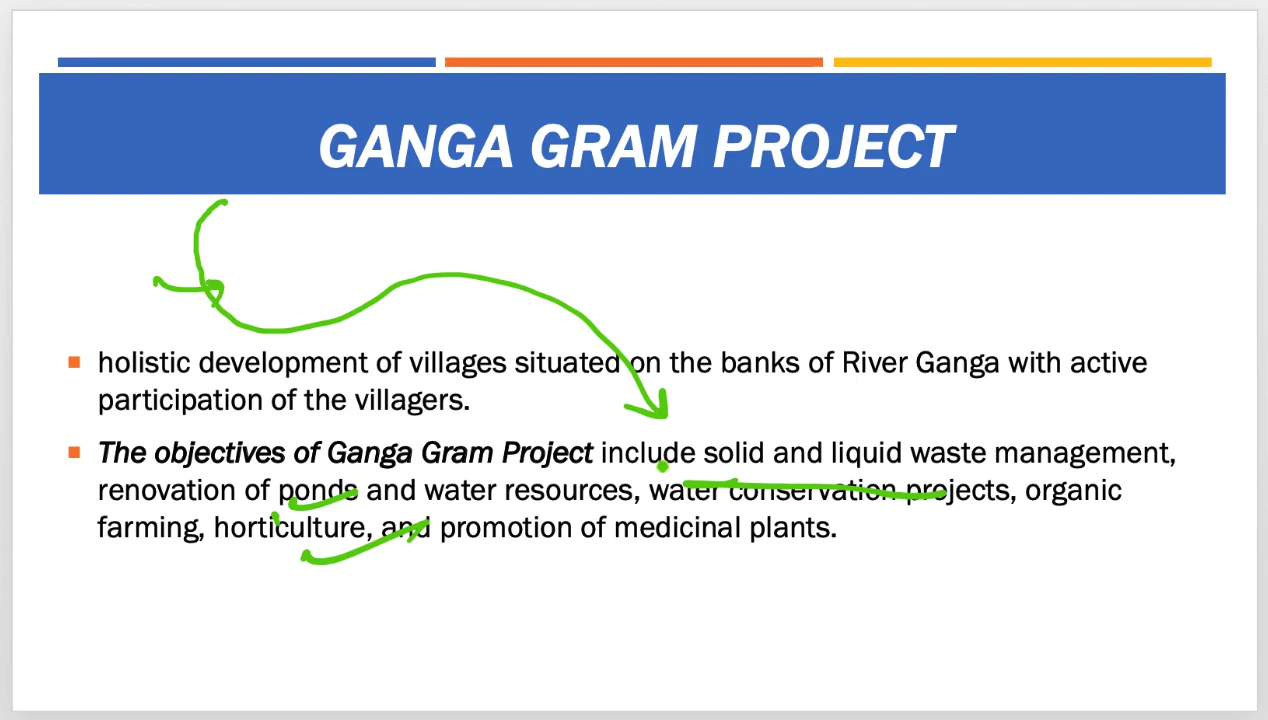 GANGA GRAM PROJECT
holistic development of villages situated on the banks of River Ganga with active
participation of the villagers.
The objectives of Ganga Gram Project include solid and liquid waste management,
renovation of ponds and water resources, water conservation projects, organic
farming, horticulture, and promotion of medicinal plants.